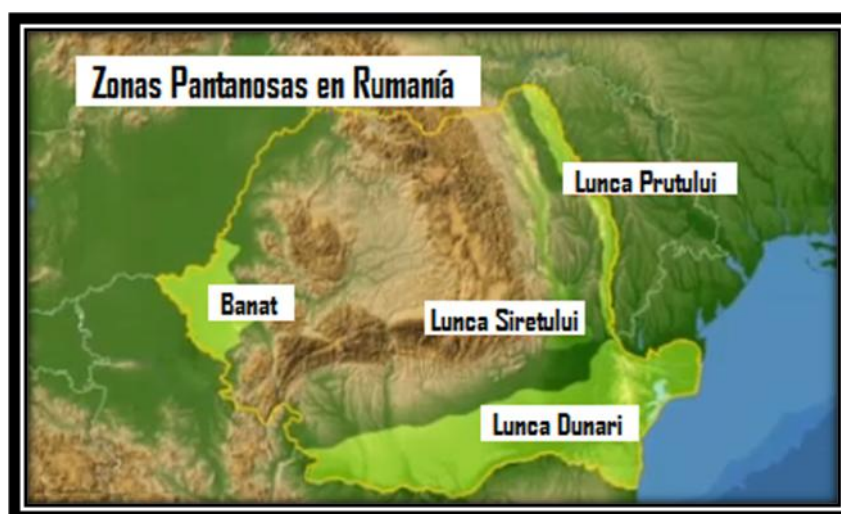 Zonas Pantanosas en Rumanía
Lunca Prutului
Banat
Lunca Siretului
Lunca Dunari